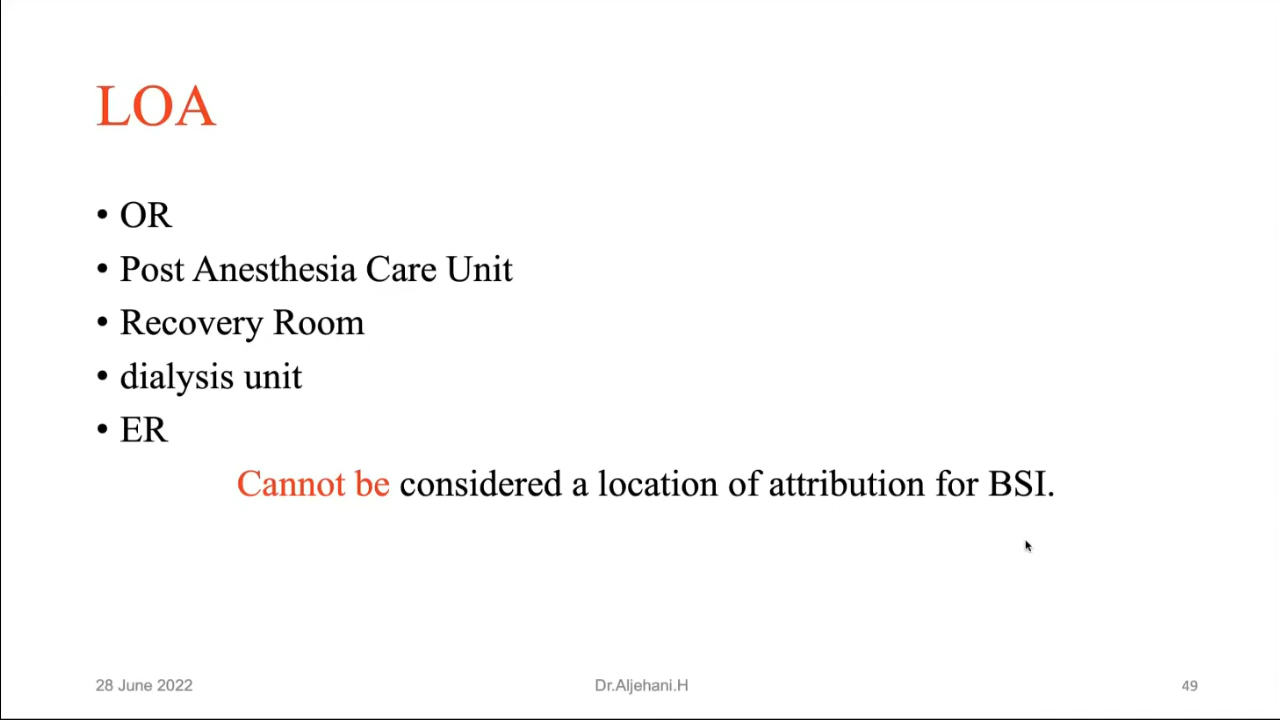 LOA
• OR
• Post Anesthesia Care Unit
• Recovery Room
• dialysis unit
• ER
Cannot be considered a location of attribution for BSI.
28 June 2022
Dr.Aljehani.H
49